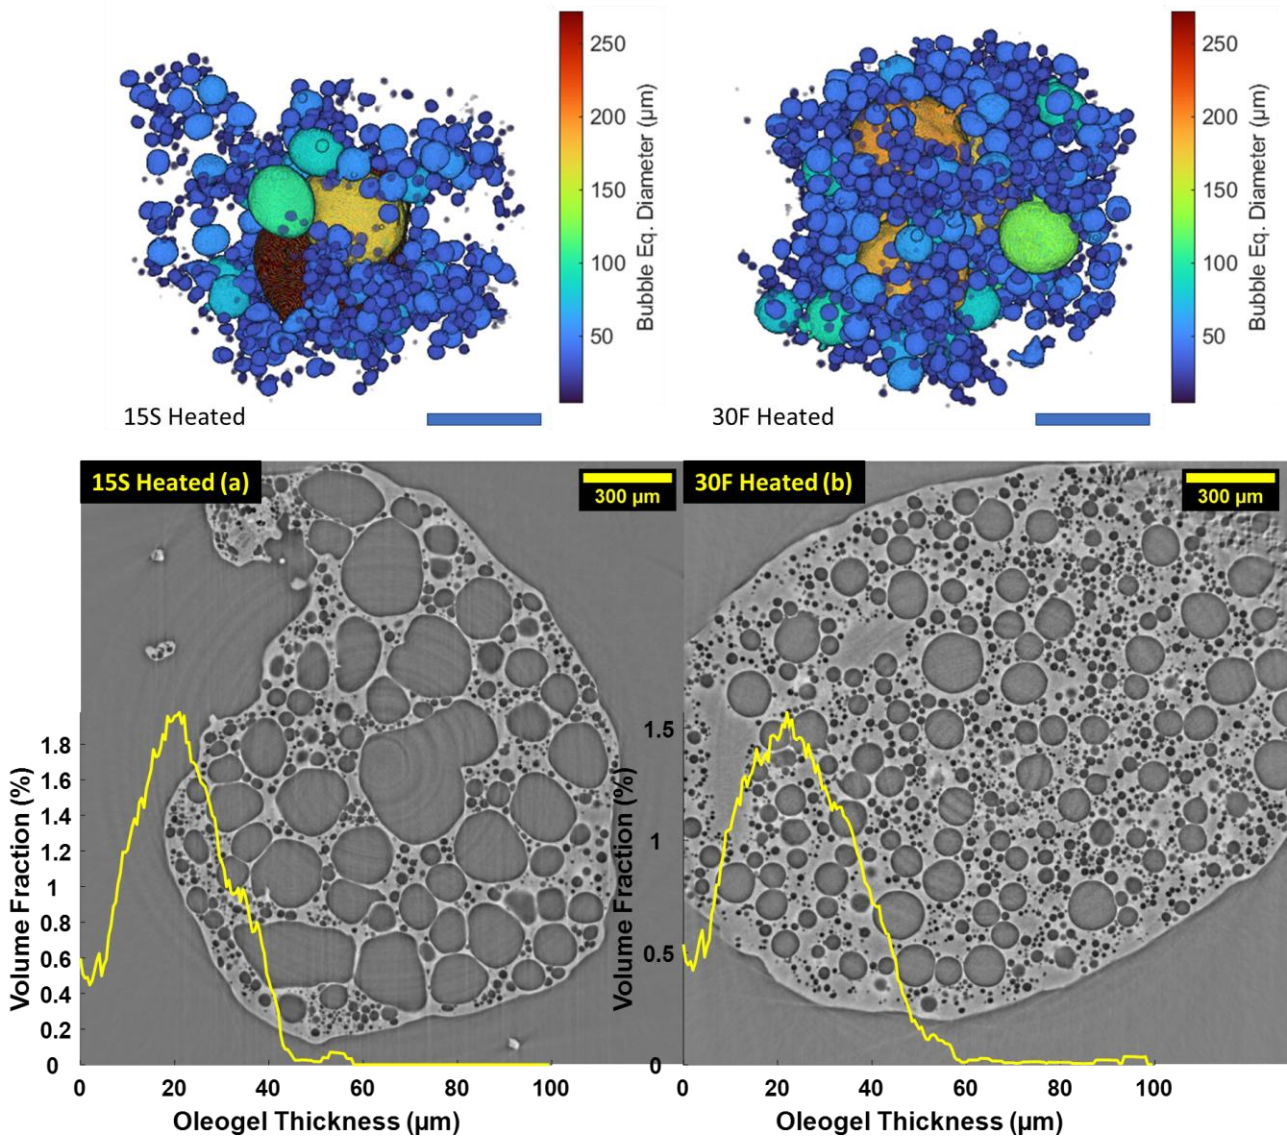 250
200
150
100
50
Bubble Eq. Diameter (µm)
15S Heated
250
200
150
100
50
Bubble Eq. Diameter (µm)
30F Heated
15S Heated (a)
300 µm
30F Heated (b)
300 µm
1.8
1.6
1.4
1.2
1
0.8
0.6
0.4
0.2
0
Volume Fraction (%)
0 20 40 60 80 100
Oleogel Thickness (µm)
1.5
1
0.5
0
Volume Fraction (%)
0 20 40 60 80 100
Oleogel Thickness (µm)